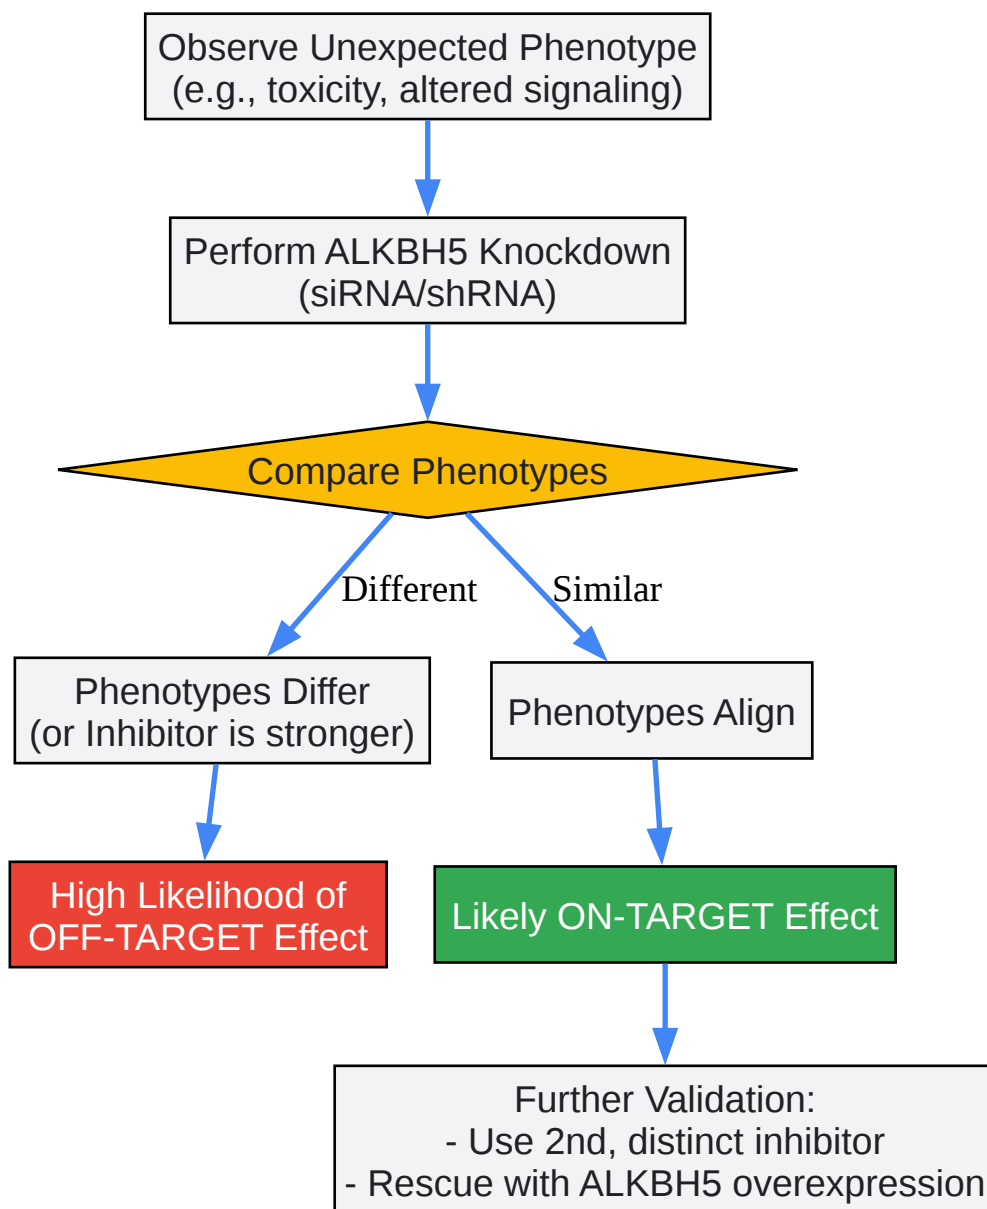 Observe Unexpected Phenotype
(e.g., toxicity, altered signaling)
Perform ALKBH5 Knockdown
(siRNA/shRNA)
Compare Phenotypes
Different
Similar
Phenotypes Differ
(or Inhibitor is stronger)
Phenotypes Align
High Likelihood of
OFF-TARGET Effect
Likely ON-TARGET Effect
Further Validation:
- Use 2nd, distinct inhibitor
- Rescue with ALKBH5 overexpression